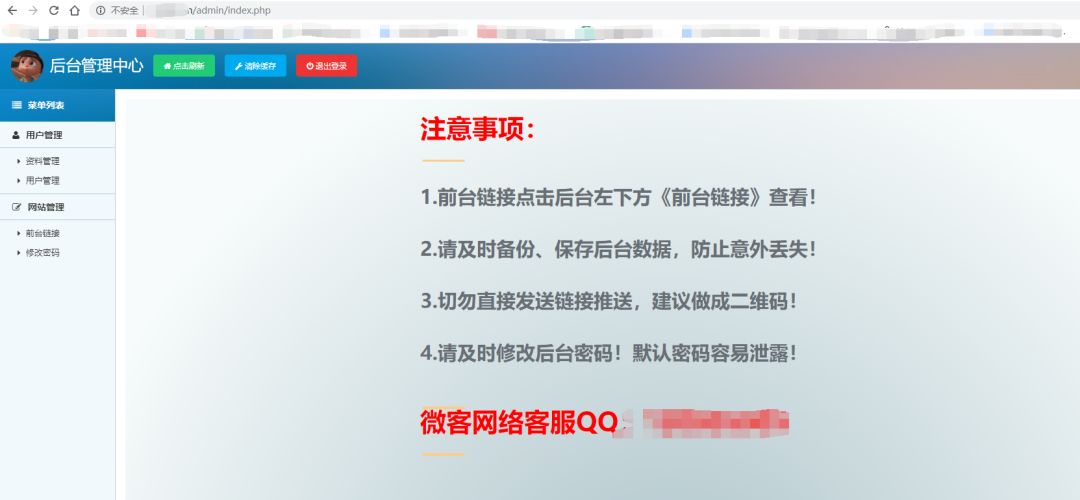 不安全
/admin/index.php
后台管理中心
点击刷新
清除缓存
退出登录
菜单列表
用户管理
资料管理
用户管理
网站管理
前台链接
修改密码
注意事项：
1.前台链接点击后台左下方《前台链接》查看！
2.请及时备份、保存后台数据，防止意外丢失！
3.切勿直接发送链接推送，建议做成二维码！
4.请及时修改后台密码！默认密码容易泄露！
微客网络客服QQ